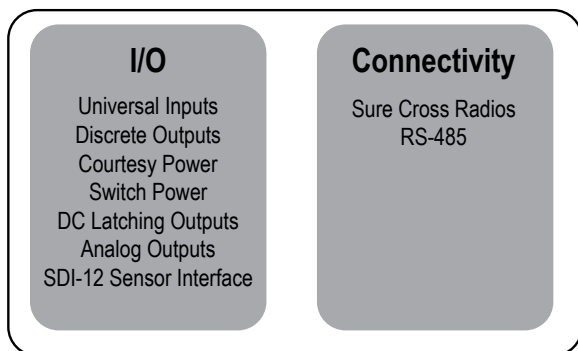 I/O
Universal Inputs
Discrete Outputs
Courtesy Power
Switch Power
DC Latching Outputs
Analog Outputs
SDI-12 Sensor Interface
Connectivity
Sure Cross Radios
RS-485